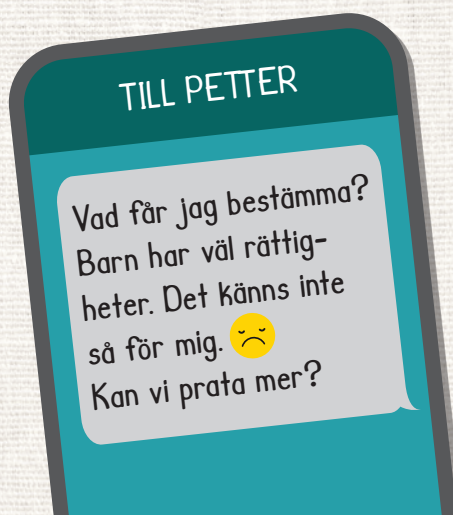 TILL PETTER
Vad får jag bestämma?
Barn har väl rättig-
heter. Det känns inte
så för mig. ☹
Kan vi prata mer?